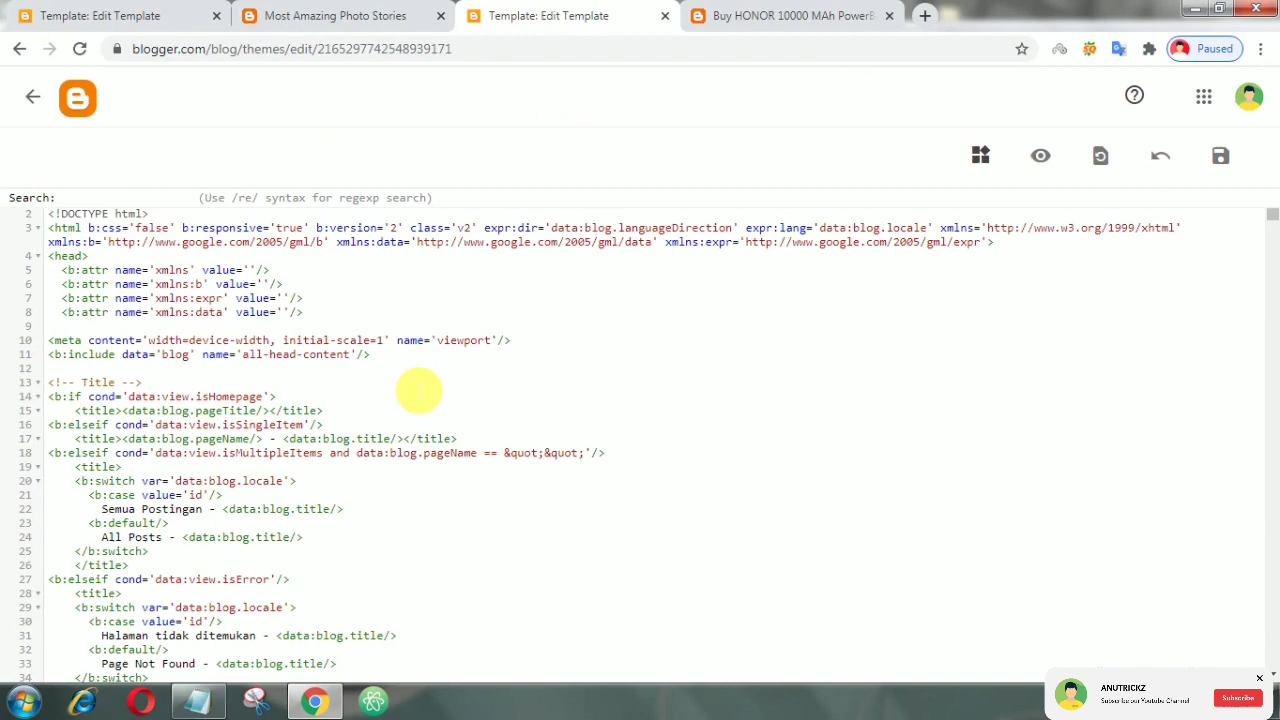 Template: Edit Template
Most Amazing Photo Stories
Template: Edit Template
Buy HONOR 10000 MAh PowerB
blogger.com/blog/themes/edit/2165297742548939171
Paused
Search: (Use /re/ syntax for regexp search)
2 <!DOCTYPE html>
3 <html b:css='false' b:responsive='true' b:version='2' class='v2' expr:dir='data:blog.languageDirection' expr:lang='data:blog.locale' xmlns='http://www.w3.org/1999/xhtml'
xmlns:b='http://www.google.com/2005/gml/b' xmlns:data='http://www.google.com/2005/gml/data' xmlns:expr='http://www.google.com/2005/gml/expr'>
4 <head>
5 <b:attr name='xmlns' value=''/>
6 <b:attr name='xmlns:b' value=''/>
7 <b:attr name='xmlns:expr' value=''/>
8 <b:attr name='xmlns:data' value=''/>
9
10 <meta content='width=device-width, initial-scale=1' name='viewport'/>
11 <b:include data='blog' name='all-head-content'/>
12
13 <!-- Title -->
14 <b:if cond='data:view.isHomepage'>
15 <title><data:blog.pageTitle/></title>
16 <b:elseif cond='data:view.isSingleItem'/>
17 <title><data:blog.pageName/> - <data:blog.title/></title>
18 <b:elseif cond='data:view.isMultipleItems and data:blog.pageName == &quot;&quot;'/>
19 <title>
20 <b:switch var='data:blog.locale'>
21 <b:case value='id'/>
22 Semua Postingan - <data:blog.title/>
23 <b:default/>
24 All Posts - <data:blog.title/>
25 </b:switch>
26 </title>
27 <b:elseif cond='data:view.isError'/>
28 <title>
29 <b:switch var='data:blog.locale'>
30 <b:case value='id'/>
31 Halaman tidak ditemukan - <data:blog.title/>
32 <b:default/>
33 Page Not Found - <data:blog.title/>
34 </b:switch>
ANUTRICKZ
Subscribe our Youtube Channel
Subscribe